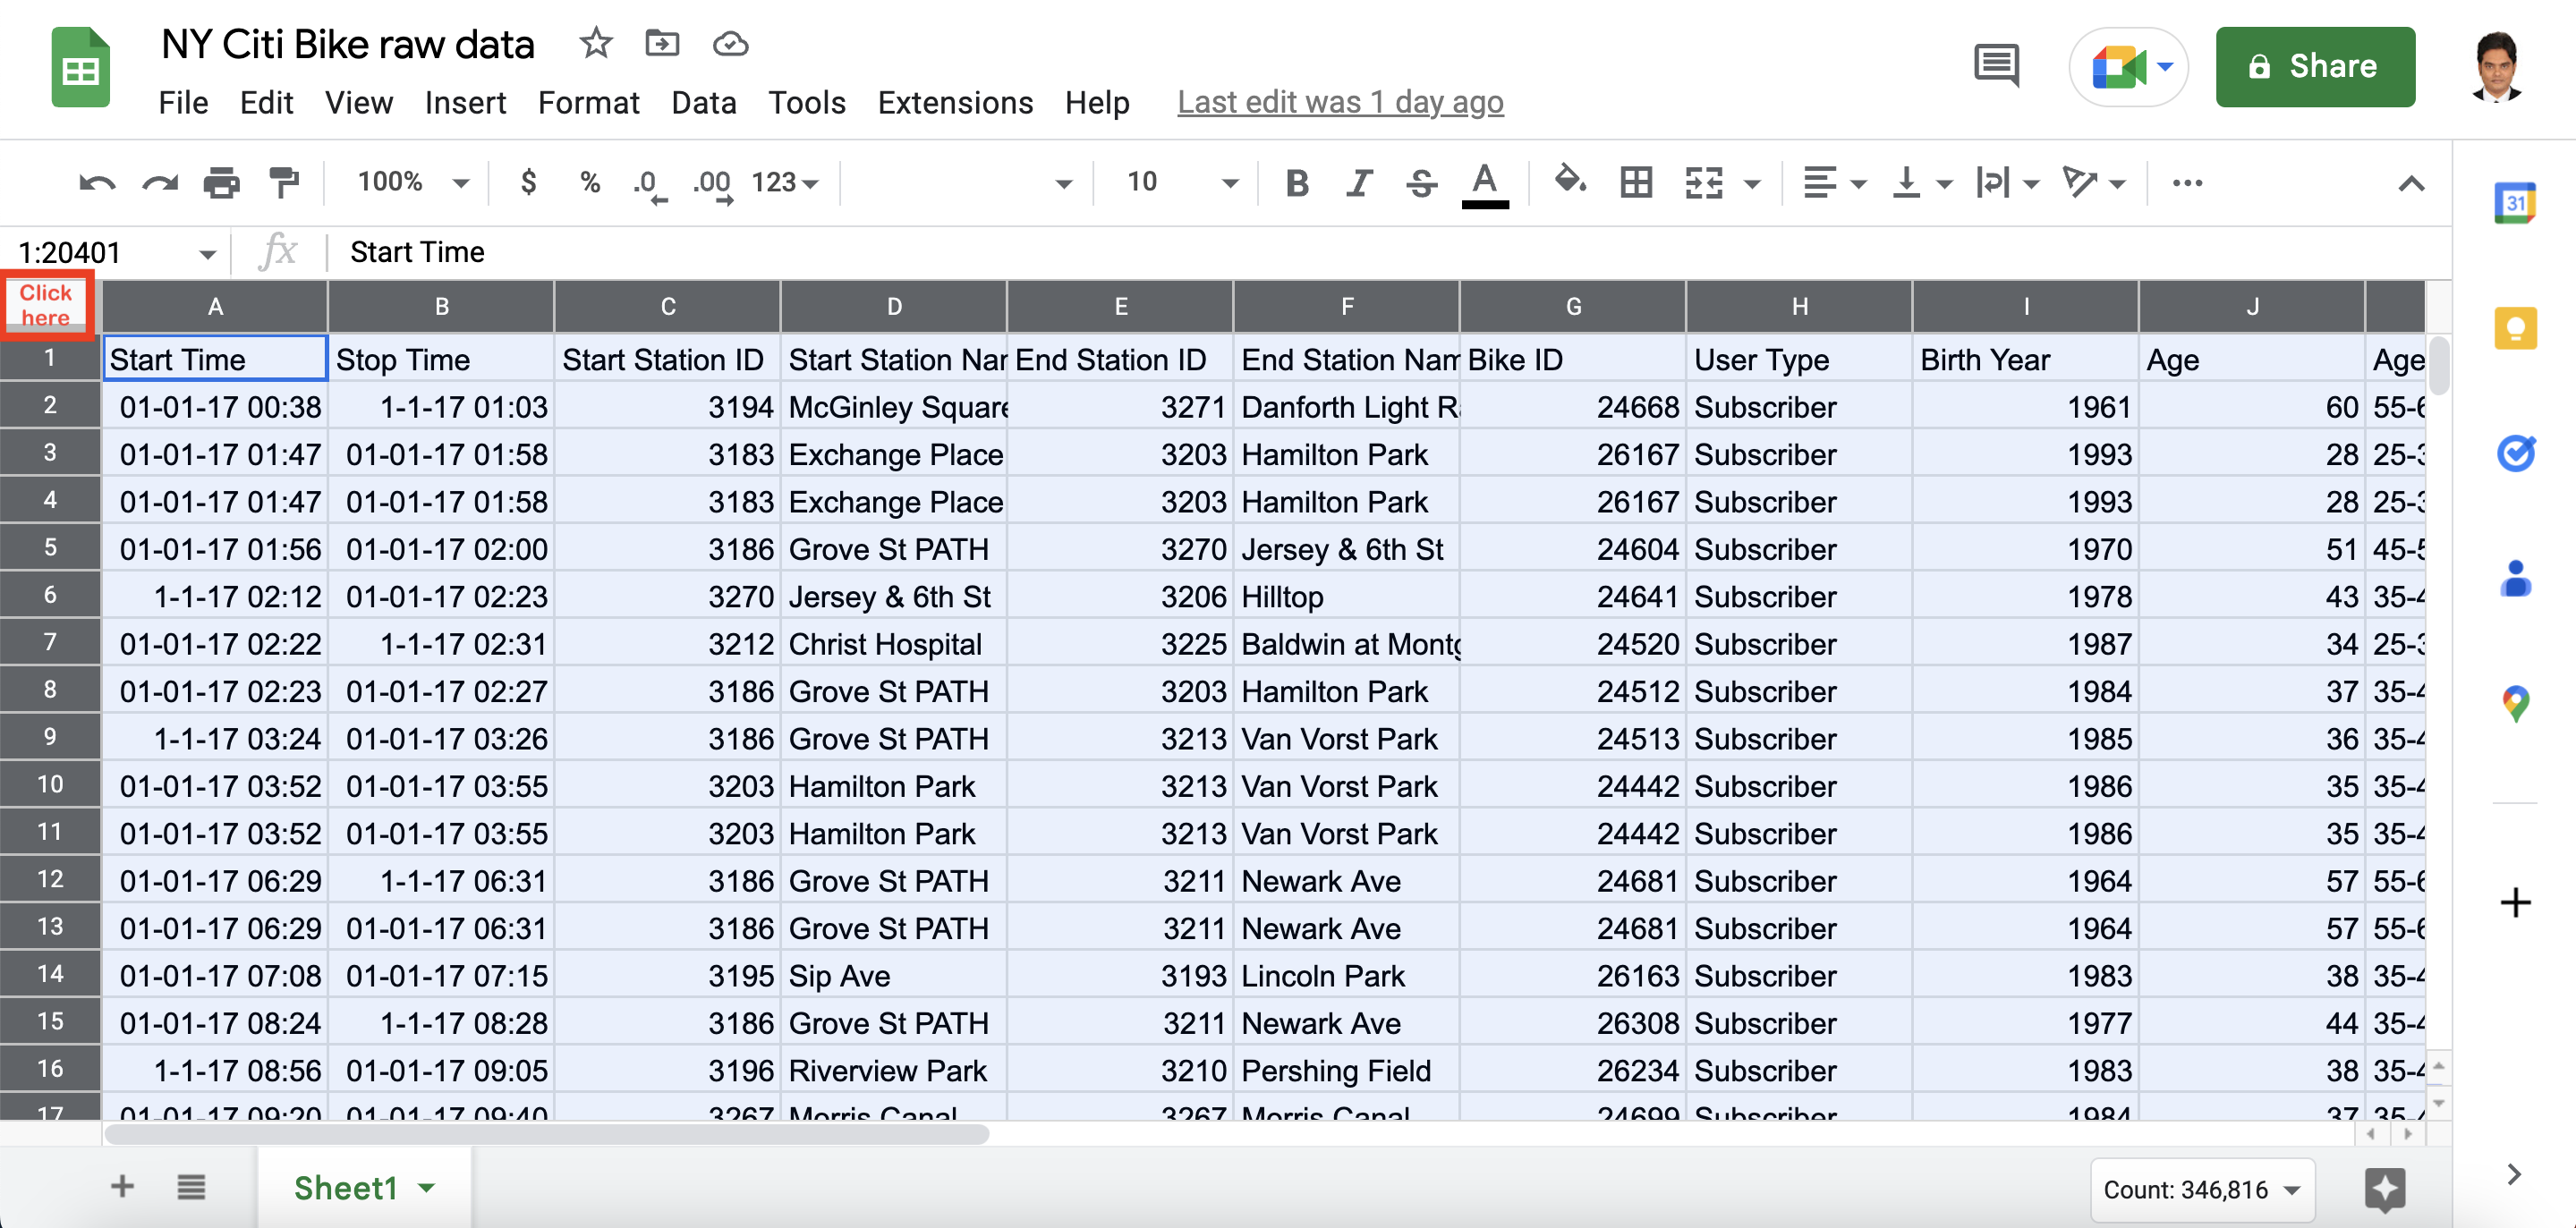 NY Citi Bike raw data
File Edit View Insert Format Data Tools Extensions Help Last edit was 1 day ago
Share
100% $ % .0 .00 123 10 B I S A
31
1:20401 fx Start Time
Click
here
A B C D E F G H I J
1 Start Time Stop Time Start Station ID Start Station Nar End Station ID End Station Nam Bike ID User Type Birth Year Age Age
2 01-01-17 00:38 1-1-17 01:03 3194 McGinley Square 3271 Danforth Light R 24668 Subscriber 1961 60 55-6
3 01-01-17 01:47 01-01-17 01:58 3183 Exchange Place 3203 Hamilton Park 26167 Subscriber 1993 28 25-3
4 01-01-17 01:47 01-01-17 01:58 3183 Exchange Place 3203 Hamilton Park 26167 Subscriber 1993 28 25-3
5 01-01-17 01:56 01-01-17 02:00 3186 Grove St PATH 3270 Jersey & 6th St 24604 Subscriber 1970 51 45-5
6 1-1-17 02:12 01-01-17 02:23 3270 Jersey & 6th St 3206 Hilltop 24641 Subscriber 1978 43 35-4
7 01-01-17 02:22 1-1-17 02:31 3212 Christ Hospital 3225 Baldwin at Montg 24520 Subscriber 1987 34 25-3
8 01-01-17 02:23 01-01-17 02:27 3186 Grove St PATH 3203 Hamilton Park 24512 Subscriber 1984 37 35-4
9 1-1-17 03:24 01-01-17 03:26 3186 Grove St PATH 3213 Van Vorst Park 24513 Subscriber 1985 36 35-4
10 01-01-17 03:52 01-01-17 03:55 3203 Hamilton Park 3213 Van Vorst Park 24442 Subscriber 1986 35 35-4
11 01-01-17 03:52 01-01-17 03:55 3203 Hamilton Park 3213 Van Vorst Park 24442 Subscriber 1986 35 35-4
12 01-01-17 06:29 1-1-17 06:31 3186 Grove St PATH 3211 Newark Ave 24681 Subscriber 1964 57 55-6
13 01-01-17 06:29 01-01-17 06:31 3186 Grove St PATH 3211 Newark Ave 24681 Subscriber 1964 57 55-6
14 01-01-17 07:08 01-01-17 07:15 3195 Sip Ave 3193 Lincoln Park 26163 Subscriber 1983 38 35-4
15 01-01-17 08:24 1-1-17 08:28 3186 Grove St PATH 3211 Newark Ave 26308 Subscriber 1977 44 35-4
16 1-1-17 08:56 01-01-17 09:05 3196 Riverview Park 3210 Pershing Field 26234 Subscriber 1983 38 35-4
17 01-01-17 09:20 01-01-17 09:40 3267 Morris Canal 3267 Morris Canal 24699 Subscriber 1984 37 35-4
Sheet1
Count: 346,816